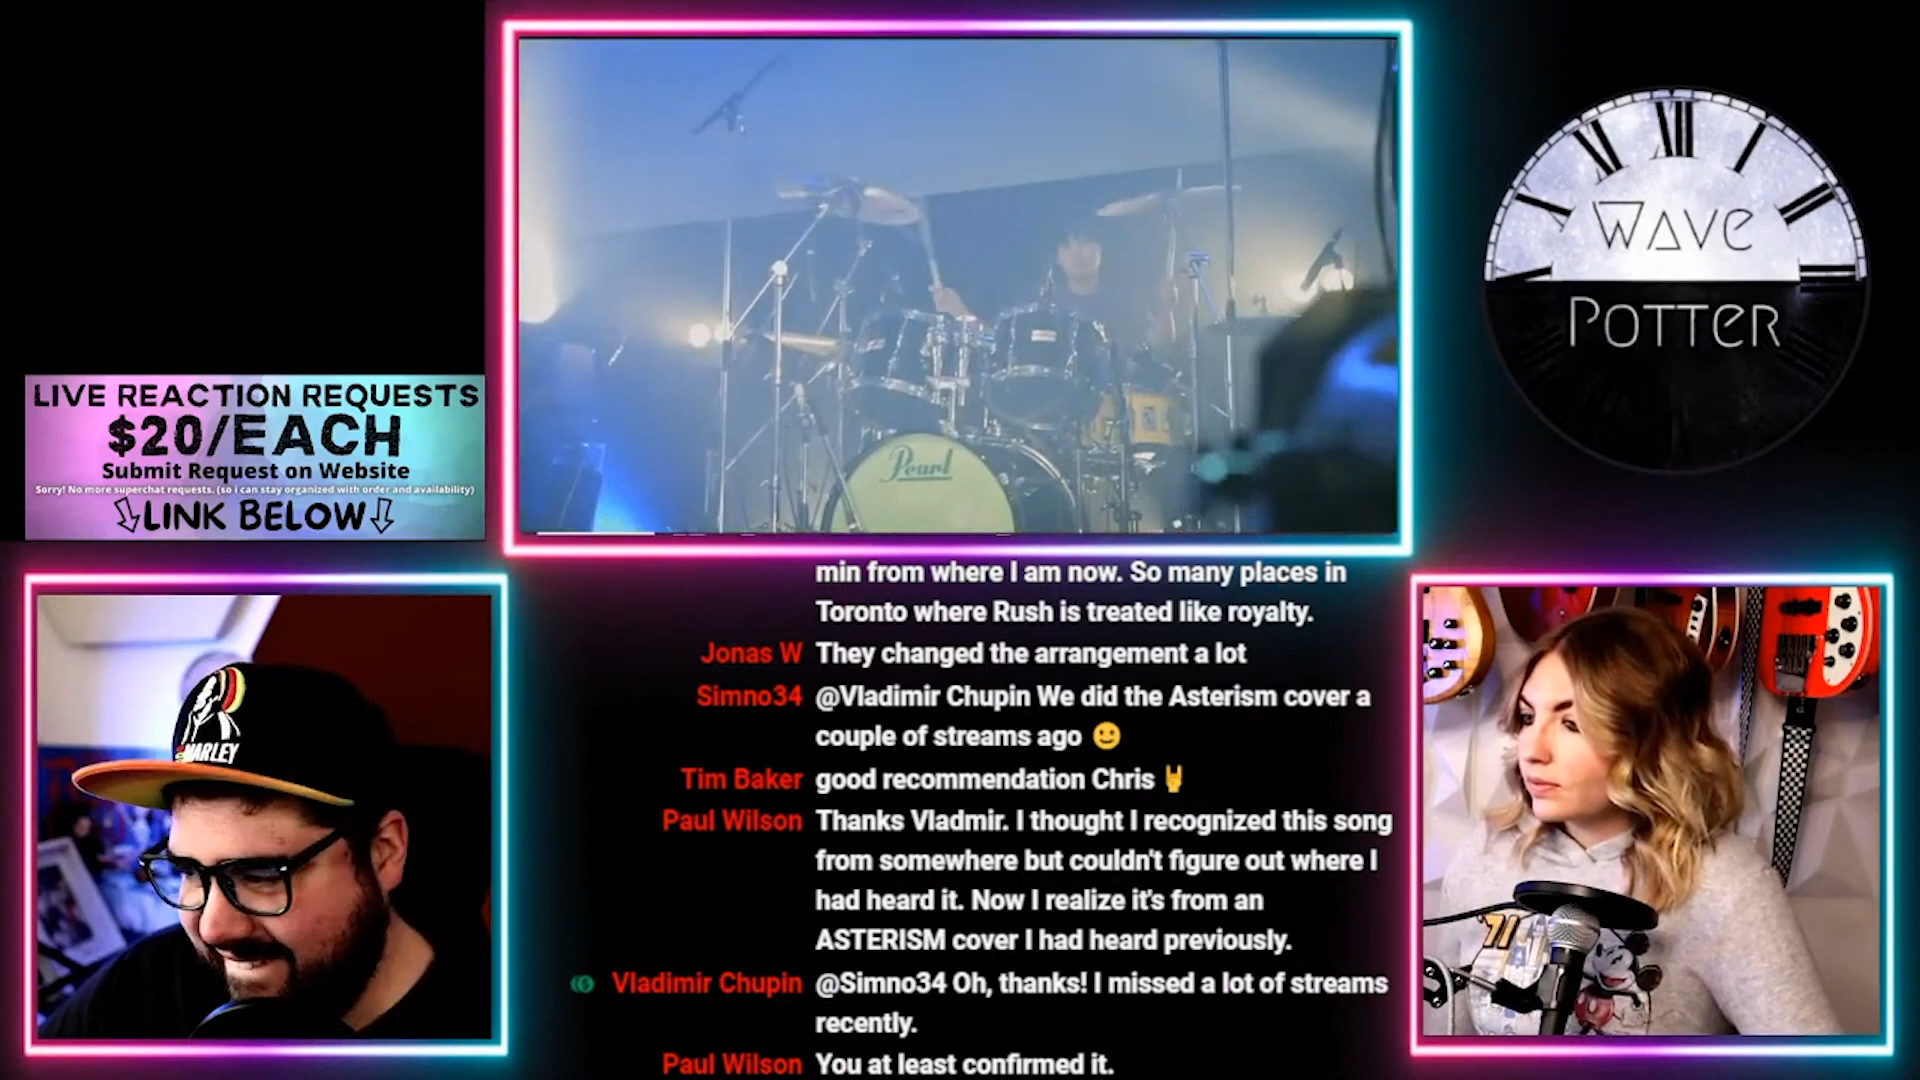 LIVE REACTION REQUESTS
$20/EACH
Submit Request on Website
Sorry! No more superchat requests. (so i can stay organized with order and availability)
LINK BELOW
Pearl
WAVE
POTTER
XII
I
min from where I am now. So many places in
Toronto where Rush is treated like royalty.
Jonas W They changed the arrangement a lot
Simno34 @Vladimir Chupin We did the Asterism cover a
couple of streams ago 🙂
Tim Baker good recommendation Chris 🤘
Paul Wilson Thanks Vladmir. I thought I recognized this song
from somewhere but couldn't figure out where I
had heard it. Now I realize it's from an
ASTERISM cover I had heard previously.
Vladimir Chupin @Simno34 Oh, thanks! I missed a lot of streams
recently.
Paul Wilson You at least confirmed it.
MARLEY
'71